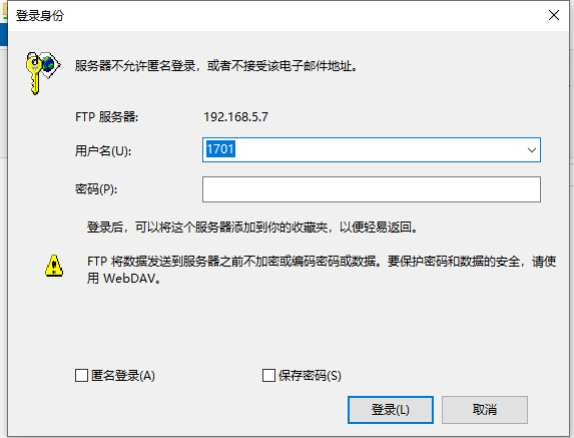 登录身份
服务器不允许匿名登录，或者不接受该电子邮件地址。
FTP 服务器:
192.168.5.7
用户名(U):
1701
密码(P):
登录后，可以将这个服务器添加到你的收藏夹，以便轻易返回。
FTP 将数据发送到服务器之前不加密或编码密码或数据。要保护密码和数据的安全，请使
用 WebDAV。
匿名登录(A)
保存密码(S)
登录(L)
取消